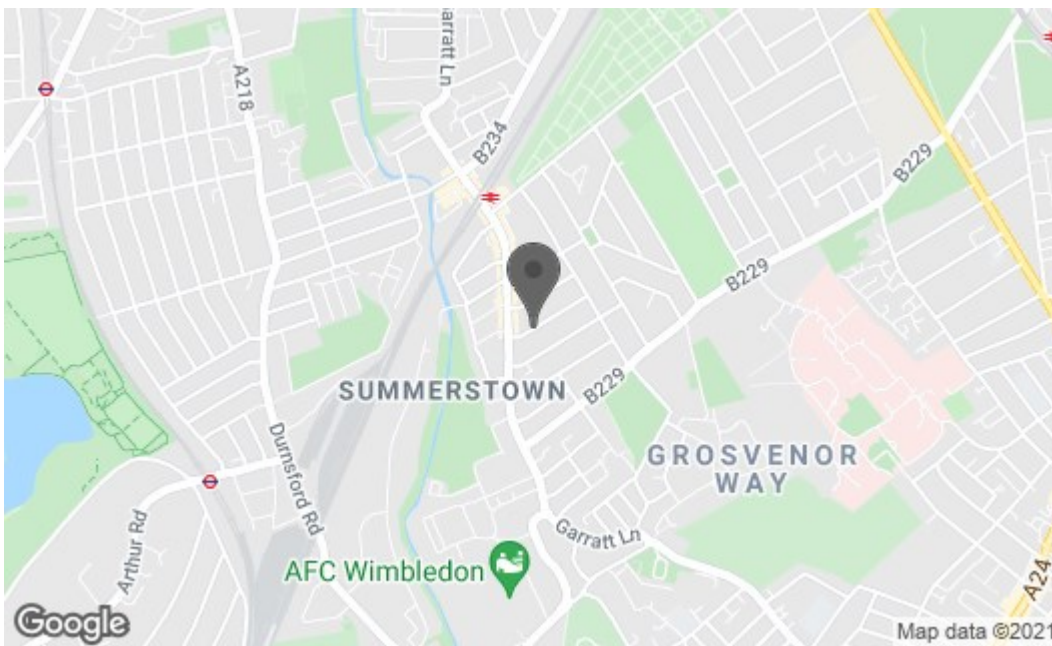 Garratt Ln
A218
B234
B229
B229
SUMMERSTOWN
B229
GROSVENOR
WAY
Durnsford Rd
Arthur Rd
Garratt Ln
AFC Wimbledon
A24
Google
Map data ©2021